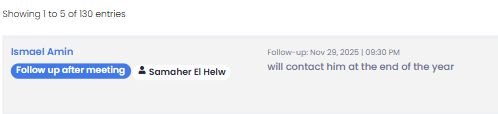 Showing 1 to 5 of 130 entries
Ismael Amin
Follow up after meeting
Samaher El Helw
Follow-up: Nov 29, 2025 | 09:30 PM
will contact him at the end of the year